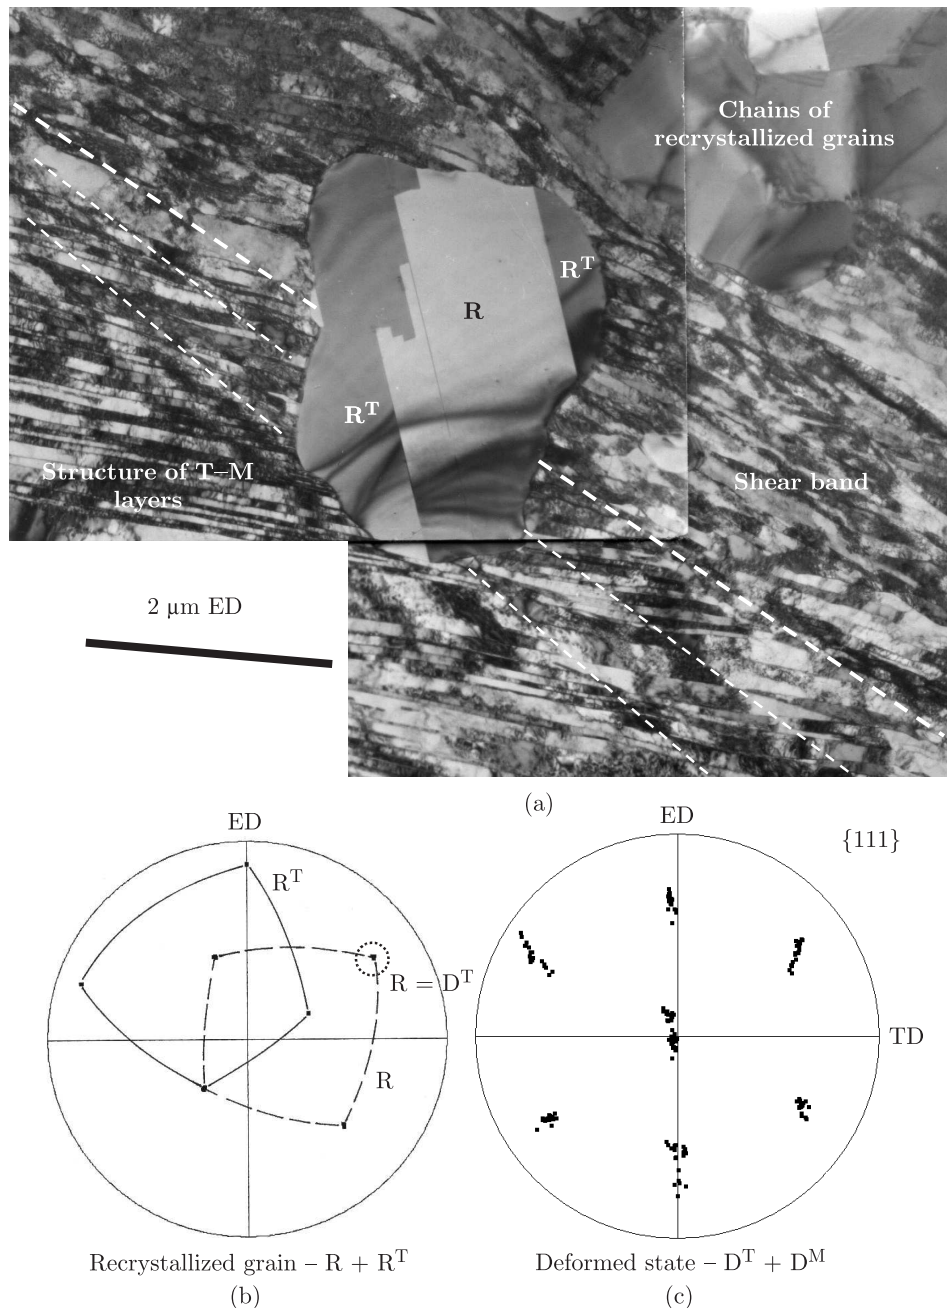 Chains of
recrystallized grains
R^T
R
R^T
Structure of T–M
layers
Shear band
2 µm ED
(a)
ED
ED
{111}
R^T
R = D^T
TD
R
Recrystallized grain – R + R^T
Deformed state – D^T + D^M
(b)
(c)